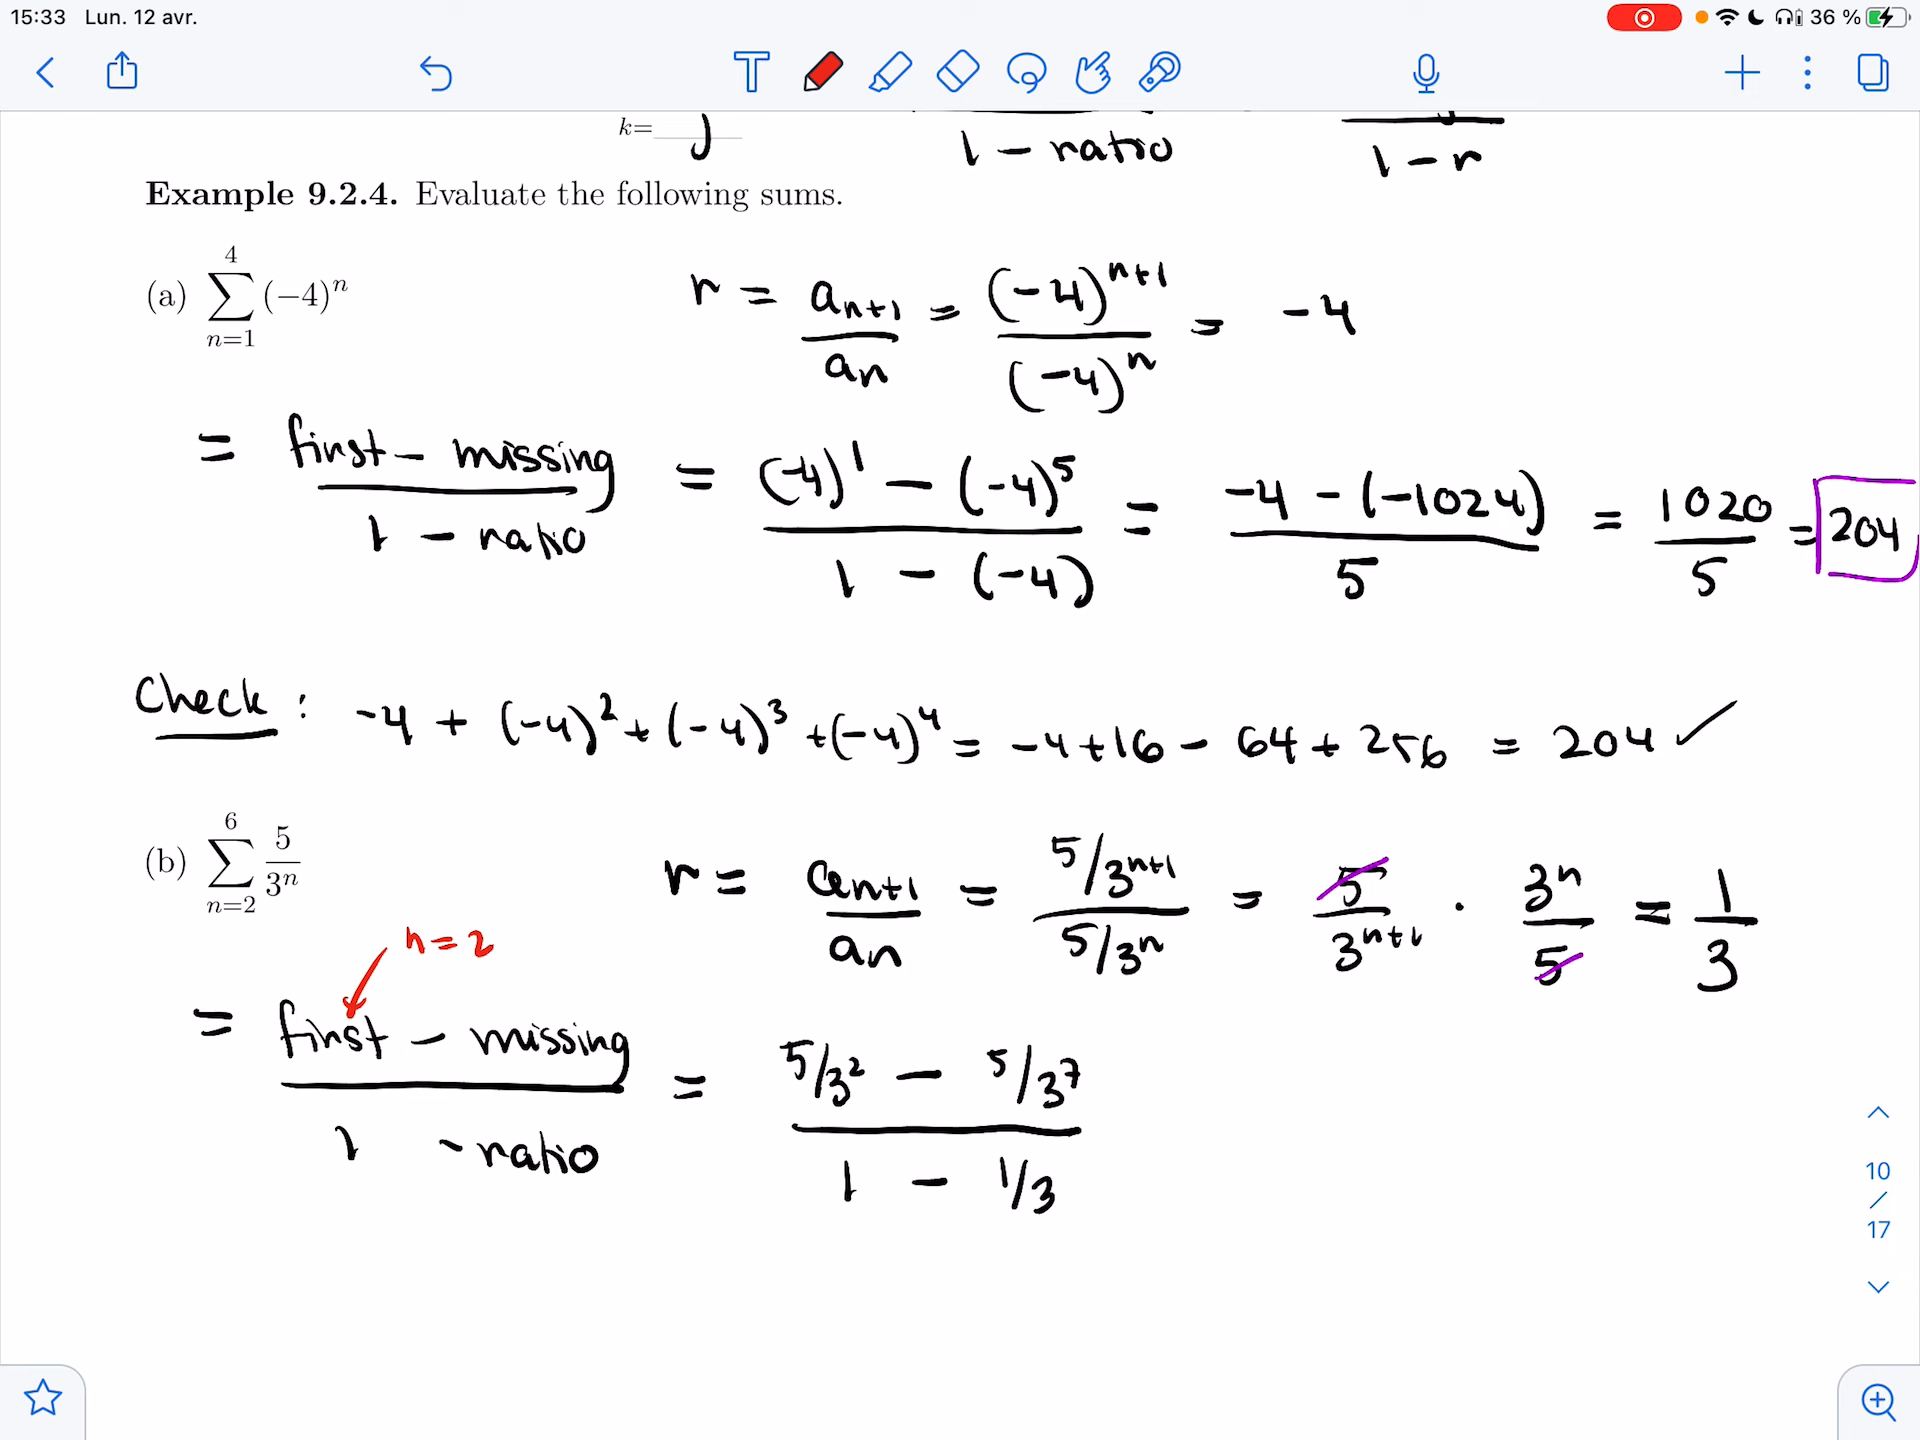 15:33 Lun. 12 avr. 36 %
T
k=
1 - ratio 1 - r
Example 9.2.4. Evaluate the following sums.
(a) \sum_{n=1}^{4} (−4)^n
r = a_{n+1}/a_n = (-4)^{n+1}/(-4)^n = -4
= (first - missing)/(1 - ratio) = ((-4)^1 - (-4)^5)/(1 - (-4)) = (-4 - (-1024))/5 = 1020/5 = 204
Check : -4 + (-4)^2 + (-4)^3 + (-4)^4 = -4 + 16 - 64 + 256 = 204 ✓
(b) \sum_{n=2}^{6} 5/3^n
r = a_{n+1}/a_n = (5/3^{n+1})/(5/3^n) = 5/3^{n+1} · 3^n/5 = 1/3
n = 2
= (first - missing)/(1 - ratio) = (5/3^2 - 5/3^7)/(1 - 1/3)
10
/
17